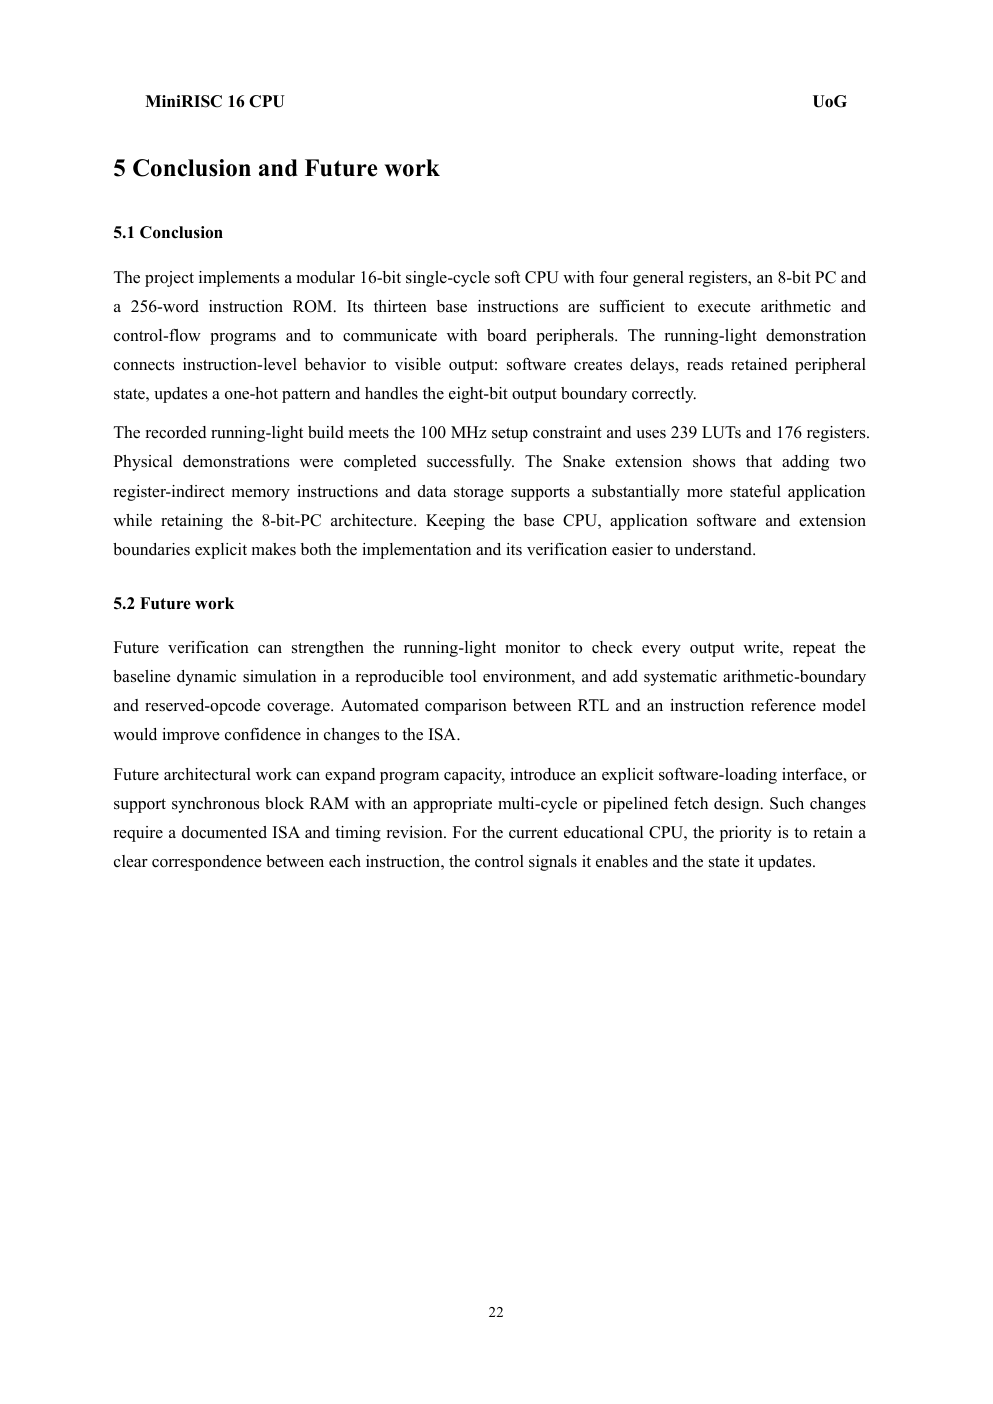 MiniRISC 16 CPU UoG
5 Conclusion and Future work
5.1 Conclusion
The project implements a modular 16-bit single-cycle soft CPU with four general registers, an 8-bit PC and
a 256-word instruction ROM. Its thirteen base instructions are sufficient to execute arithmetic and
control-flow programs and to communicate with board peripherals. The running-light demonstration
connects instruction-level behavior to visible output: software creates delays, reads retained peripheral
state, updates a one-hot pattern and handles the eight-bit output boundary correctly.
The recorded running-light build meets the 100 MHz setup constraint and uses 239 LUTs and 176 registers.
Physical demonstrations were completed successfully. The Snake extension shows that adding two
register-indirect memory instructions and data storage supports a substantially more stateful application
while retaining the 8-bit-PC architecture. Keeping the base CPU, application software and extension
boundaries explicit makes both the implementation and its verification easier to understand.
5.2 Future work
Future verification can strengthen the running-light monitor to check every output write, repeat the
baseline dynamic simulation in a reproducible tool environment, and add systematic arithmetic-boundary
and reserved-opcode coverage. Automated comparison between RTL and an instruction reference model
would improve confidence in changes to the ISA.
Future architectural work can expand program capacity, introduce an explicit software-loading interface, or
support synchronous block RAM with an appropriate multi-cycle or pipelined fetch design. Such changes
require a documented ISA and timing revision. For the current educational CPU, the priority is to retain a
clear correspondence between each instruction, the control signals it enables and the state it updates.
22